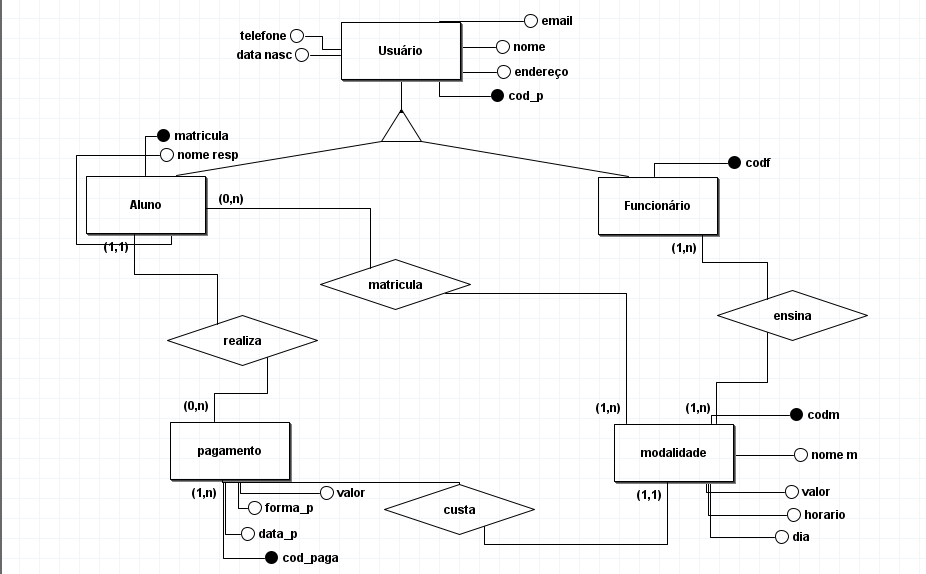 email
telefone
Usuário
nome
data nasc
endereço
cod_p
matricula
nome resp
codf
Aluno
(0,n)
Funcionário
(1,1)
(1,n)
matricula
ensina
realiza
(0,n)
(1,n)
(1,n)
codm
pagamento
modalidade
nome m
(1,n)
valor
(1,1)
valor
forma_p
custa
horario
data_p
dia
cod_paga